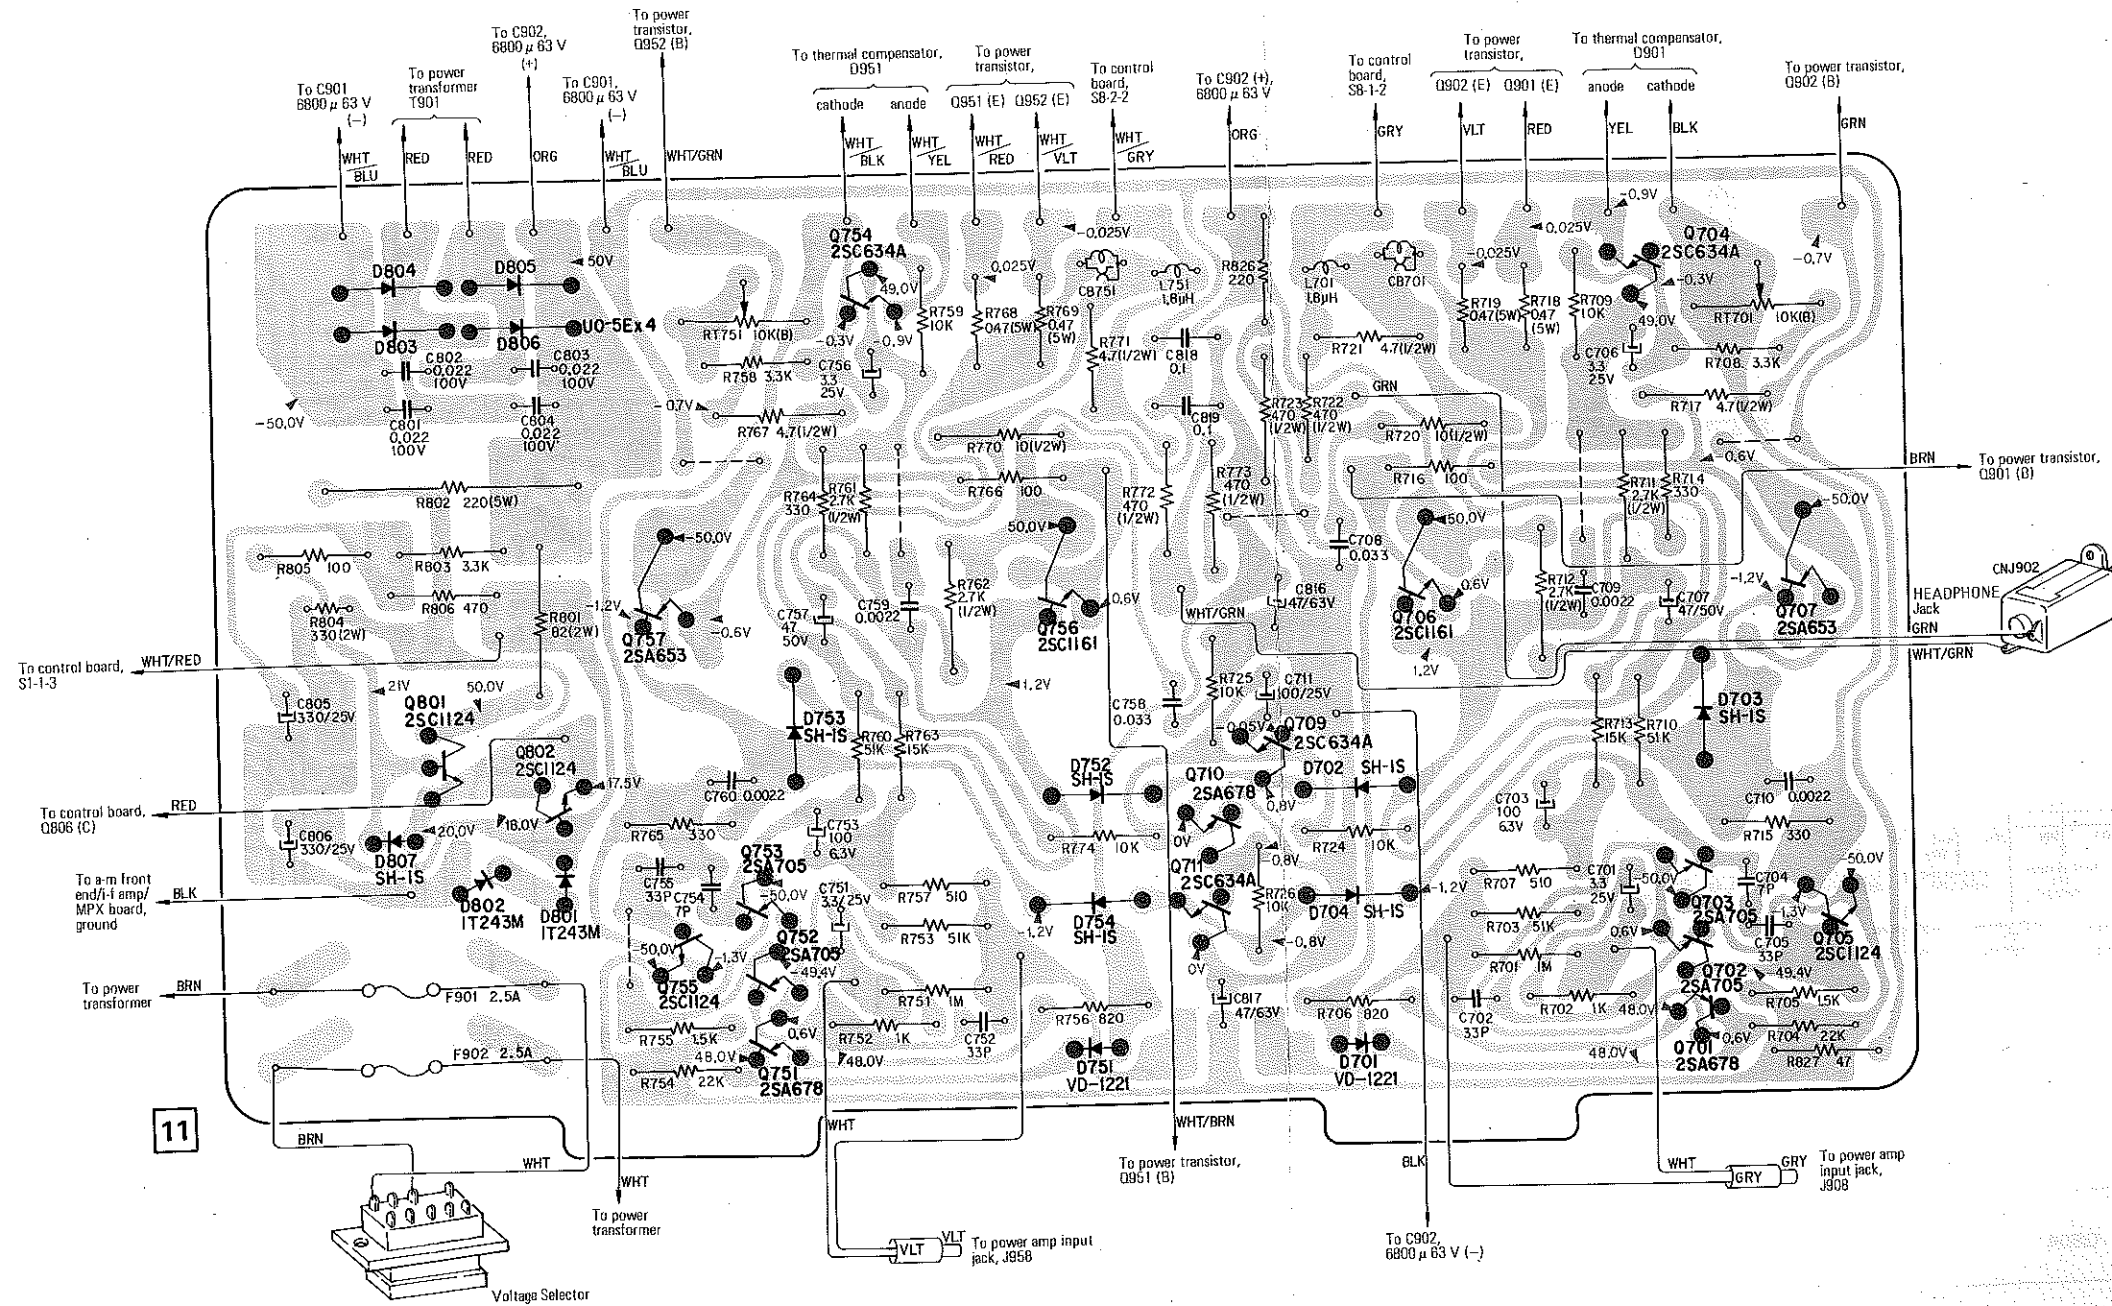 To power
transistor,
Q952 (B)
To C902,
6800 μ 63 V
(+)
To C901
6800 μ 63 V
(−)
To power
transformer
T901
To C901,
6800 μ 63 V
(−)
To thermal compensator,
D951
cathode anode
To power
transistor,
Q951 (E) Q952 (E)
To control
board,
S8-2-2
To C902 (+),
6800 μ 63 V
To control
board,
S8-1-2
To power
transistor,
Q902 (E) Q901 (E)
To thermal compensator,
D901
anode cathode
To power transistor,
Q902 (B)
WHT
BLU
RED
RED
ORG
WHT
BLU
WHT/GRN
WHT
BLK
WHT
YEL
WHT
RED
WHT
VLT
WHT
GRY
ORG
GRY
VLT
RED
YEL
BLK
GRN
D804
D805
50V
D803
D806
UO-5Ex4
C802
0.022
100V
C803
0.022
100V
-50.0V
C801
0.022
100V
C804
0.022
100V
Q754
2SC634A
49.0V
-0.3V
-0.9V
RT751 10K(B)
R758 3.3K
C756
3.3
25V
-0.7V
R767 4.7(1/2W)
R759
10K
0.025V
R768
0.47(5W)
-0.025V
R769
0.47
(5W)
CB751
L751
1.8μH
R771
4.7(1/2W)
C818
0.1
C819
0.1
R826
220
L701
1.8μH
CB701
R721 4.7(1/2W)
-0.025V
0.025V
R719
0.47(5W)
R718
0.47
(5W)
R709
10K
-0.9V
Q704
2SC634A
-0.3V
49.0V
RT701 10K(B)
-0.7V
C706
3.3
25V
R708 3.3K
R717 4.7(1/2W)
-0.6V
GRN
R723
470
(1/2W)
R722
470
(1/2W)
R720 10(1/2W)
R716 100
BRN
To power transistor,
Q901 (B)
R770 10(1/2W)
R766 100
R802 220(5W)
R764
330
R761
2.7K
(1/2W)
R772
470
(1/2W)
R773
470
(1/2W)
R711
2.7K
(1/2W)
R714
330
R805 100
R803 3.3K
R806 470
R804
330(2W)
R801
82(2W)
-50.0V
-1.2V
Q757
2SA653
-0.6V
C757
47
50V
C759
0.0022
R762
2.7K
(1/2W)
50.0V
0.6V
Q756
2SC1161
WHT/GRN
C708
0.033
C816
47/63V
50.0V
0.6V
Q706
2SC1161
1.2V
R712
2.7K
(1/2W)
C709
0.0022
C707
47/50V
-50.0V
-1.2V
Q707
2SA653
CNJ902
HEADPHONE
Jack
GRN
WHT/GRN
To control board,
S1-1-3
WHT/RED
21V
50.0V
C805
330/25V
Q801
2SC1124
Q802
2SC1124
17.5V
18.0V
D753
SH-1S
R760
51K
R763
15K
1.2V
C758
0.033
R725
10K
C711
100/25V
-0.05V
Q709
2SC634A
0.8V
R713
15K
R710
51K
D703
SH-1S
To control board,
Q806 (C)
RED
C806
330/25V
20.0V
D807
SH-1S
D802
1T243M
D801
1T243M
C760 0.0022
R765 330
C753
100
6.3V
D752
SH-1S
R774 10K
Q710
2SA678
0V
D702 SH-1S
R724 10K
C703
100
6.3V
C710 0.0022
R715 330
To a-m front
end/i-f amp/
MPX board,
ground
BLK
C755
33P
C754
7P
Q753
2SA705
-50.0V
C751
3.3/25V
R757 510
R753 51K
-1.2V
D754
SH-1S
Q711
2SC634A
0V
0.8V
R726
10K
-0.8V
D704 SH-1S
-1.2V
R707 510
R703 51K
R701 1M
C701
3.3
25V
-50.0V
Q703
2SA705
C704
7P
-50.0V
-1.3V
Q705
2SC1124
0.6V
C705
33P
-50.0V
-1.3V
Q755
2SC1124
Q752
2SA705
-49.4V
Q702
2SA705
49.4V
To power
transformer
BRN
F901 2.5A
R751 1M
R752 1K
C752
33P
R756 820
C817
47/63V
R706 820
C702
33P
R702 1K
48.0V
R705 1.5K
R704 22K
R827 47
R755 1.5K
R754 22K
48.0V
0.6V
Q751
2SA678
48.0V
D751
VD-1221
D701
VD-1221
48.0V
0.6V
Q701
2SA678
F902 2.5A
11
BRN
WHT
WHT
To power
transformer
Voltage Selector
WHT
VLT
VLT
To power amp input
jack, J958
WHT/BRN
To power transistor,
Q951 (B)
BLK
To C902,
6800 μ 63 V (−)
WHT
GRY
GRY
To power amp
input jack,
J908